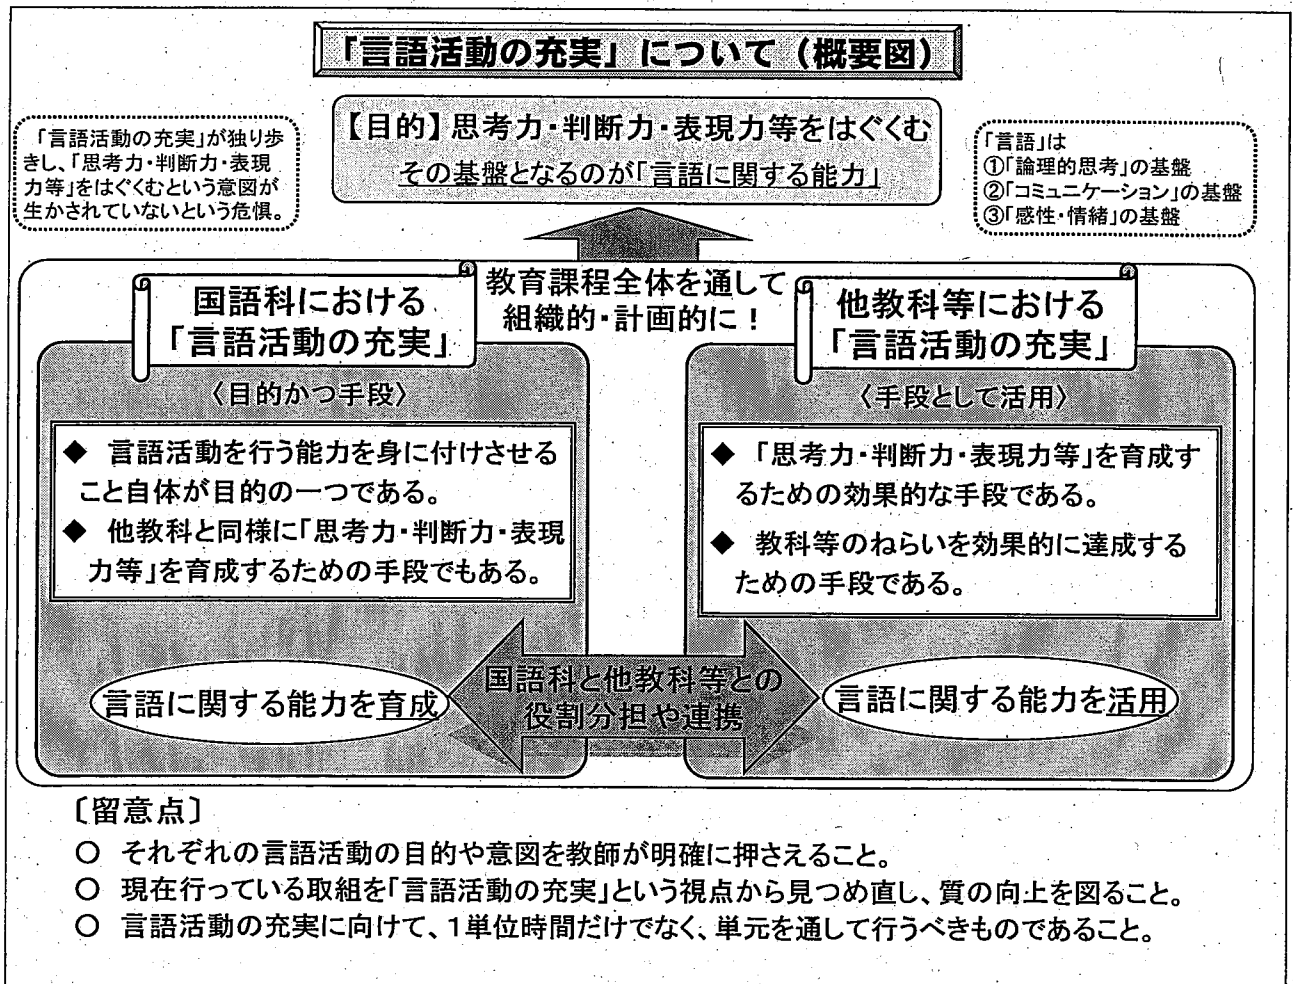 「言語活動の充実」について（概要図）
【目的】思考力・判断力・表現力等をはぐくむ
その基盤となるのが「言語に関する能力」
「言語活動の充実」が独り歩
きし、「思考力・判断力・表現
力等」をはぐくむという意図が
生かされていないという危惧。
「言語」は
①「論理的思考」の基盤
②「コミュニケーション」の基盤
③「感性・情緒」の基盤
教育課程全体を通して
組織的・計画的に！
国語科における
「言語活動の充実」
〈目的かつ手段〉
◆ 言語活動を行う能力を身に付けさせる
こと自体が目的の一つである。
◆ 他教科と同様に「思考力・判断力・表現
力等」を育成するための手段でもある。
言語に関する能力を育成
他教科等における
「言語活動の充実」
〈手段として活用〉
◆ 「思考力・判断力・表現力等」を育成す
るための効果的な手段である。
◆ 教科等のねらいを効果的に達成する
ための手段である。
言語に関する能力を活用
国語科と他教科等との
役割分担や連携
〔留意点〕
○ それぞれの言語活動の目的や意図を教師が明確に押さえること。
○ 現在行っている取組を「言語活動の充実」という視点から見つめ直し、質の向上を図ること。
○ 言語活動の充実に向けて、１単位時間だけでなく、単元を通して行うべきものであること。